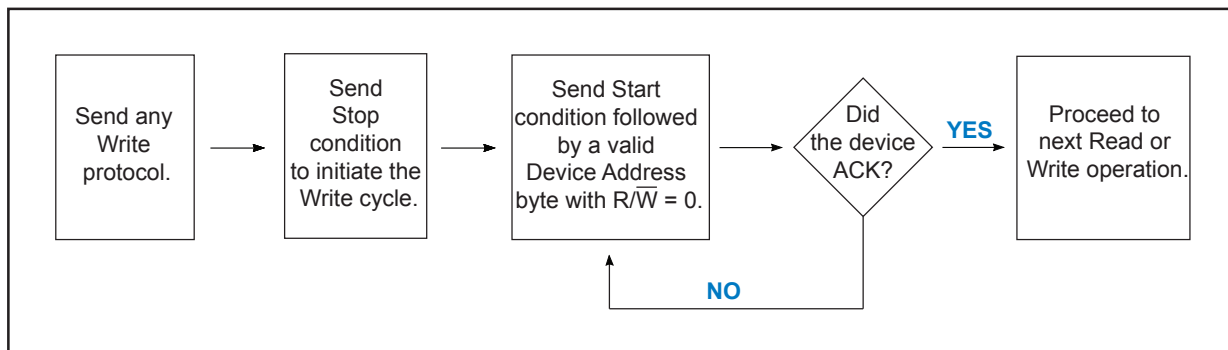 Send any
Write
protocol.
Send
Stop
condition
to initiate the
Write cycle.
Send Start
condition followed
by a valid
Device Address
byte with R/W̅ = 0.
Did
the device
ACK?
YES
Proceed to
next Read or
Write operation.
NO